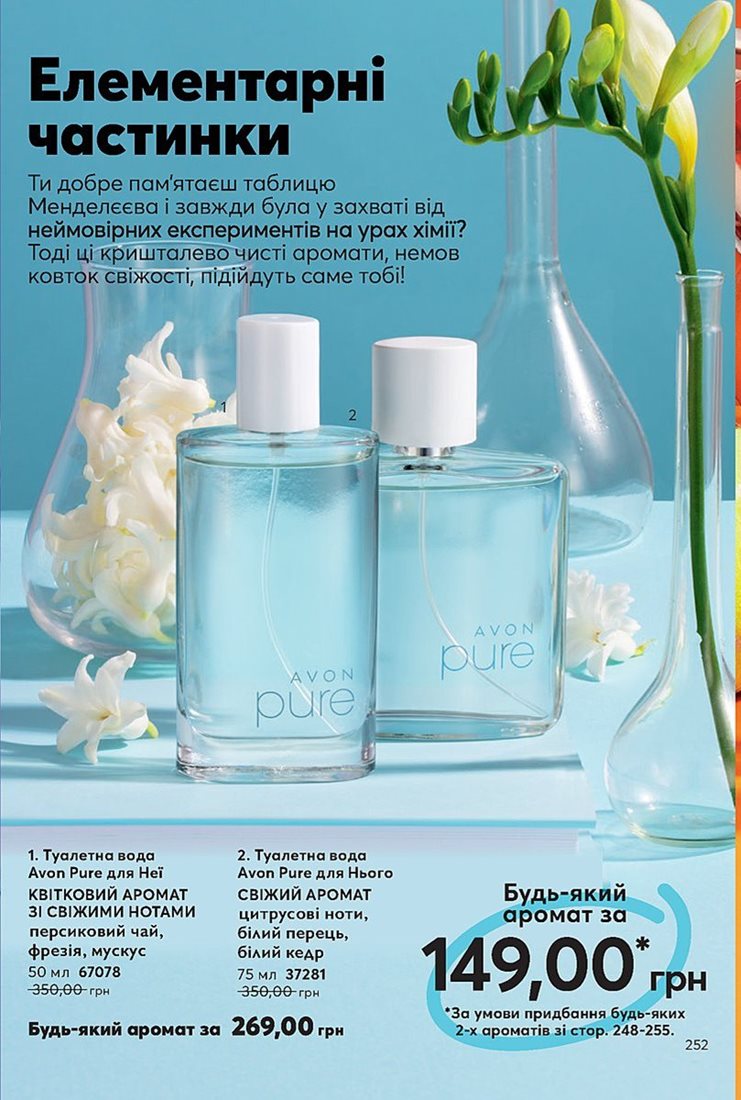 Елементарні
частинки
Ти добре пам'ятаєш таблицю
Менделєєва і завжди була у захваті від
неймовірних експериментів на урах хімії?
Тоді ці кришталево чисті аромати, немов
ковток свіжості, підійдуть саме тобі!
1
2
AVON
pure
AVON
pure
1. Туалетна вода
Avon Pure для Неї
КВІТКОВИЙ АРОМАТ
ЗІ СВІЖИМИ НОТАМИ
персиковий чай,
фрезія, мускус
50 мл 67078
350,00 грн
2. Туалетна вода
Avon Pure для Нього
СВІЖИЙ АРОМАТ
цитрусові ноти,
білий перець,
білий кедр
75 мл 37281
350,00 грн
Будь-який аромат за 269,00 грн
Будь-який
аромат за
149,00* грн
*За умови придбання будь-яких
2-х ароматів зі стор. 248-255.
252